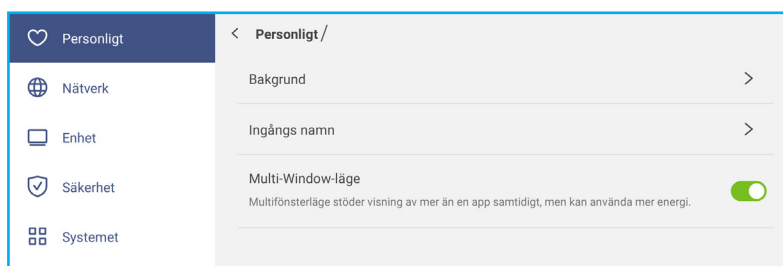 Personligt
Nätverk
Enhet
Säkerhet
Systemet
Personligt /
Bakgrund
Ingångs namn
Multi-Window-läge
Multifönsterläge stöder visning av mer än en app samtidigt, men kan använda mer energi.